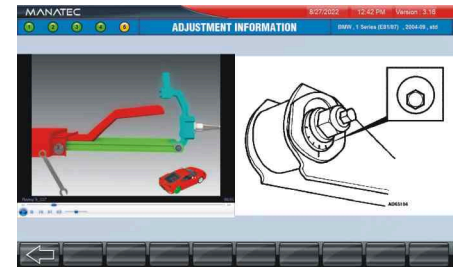 MANATEC
8/27/2022 12:42 PM Version : 3.16
1 2 3 4 5
ADJUSTMENT INFORMATION
BMW , 1 Series (E81/87) , 2004-09 , std